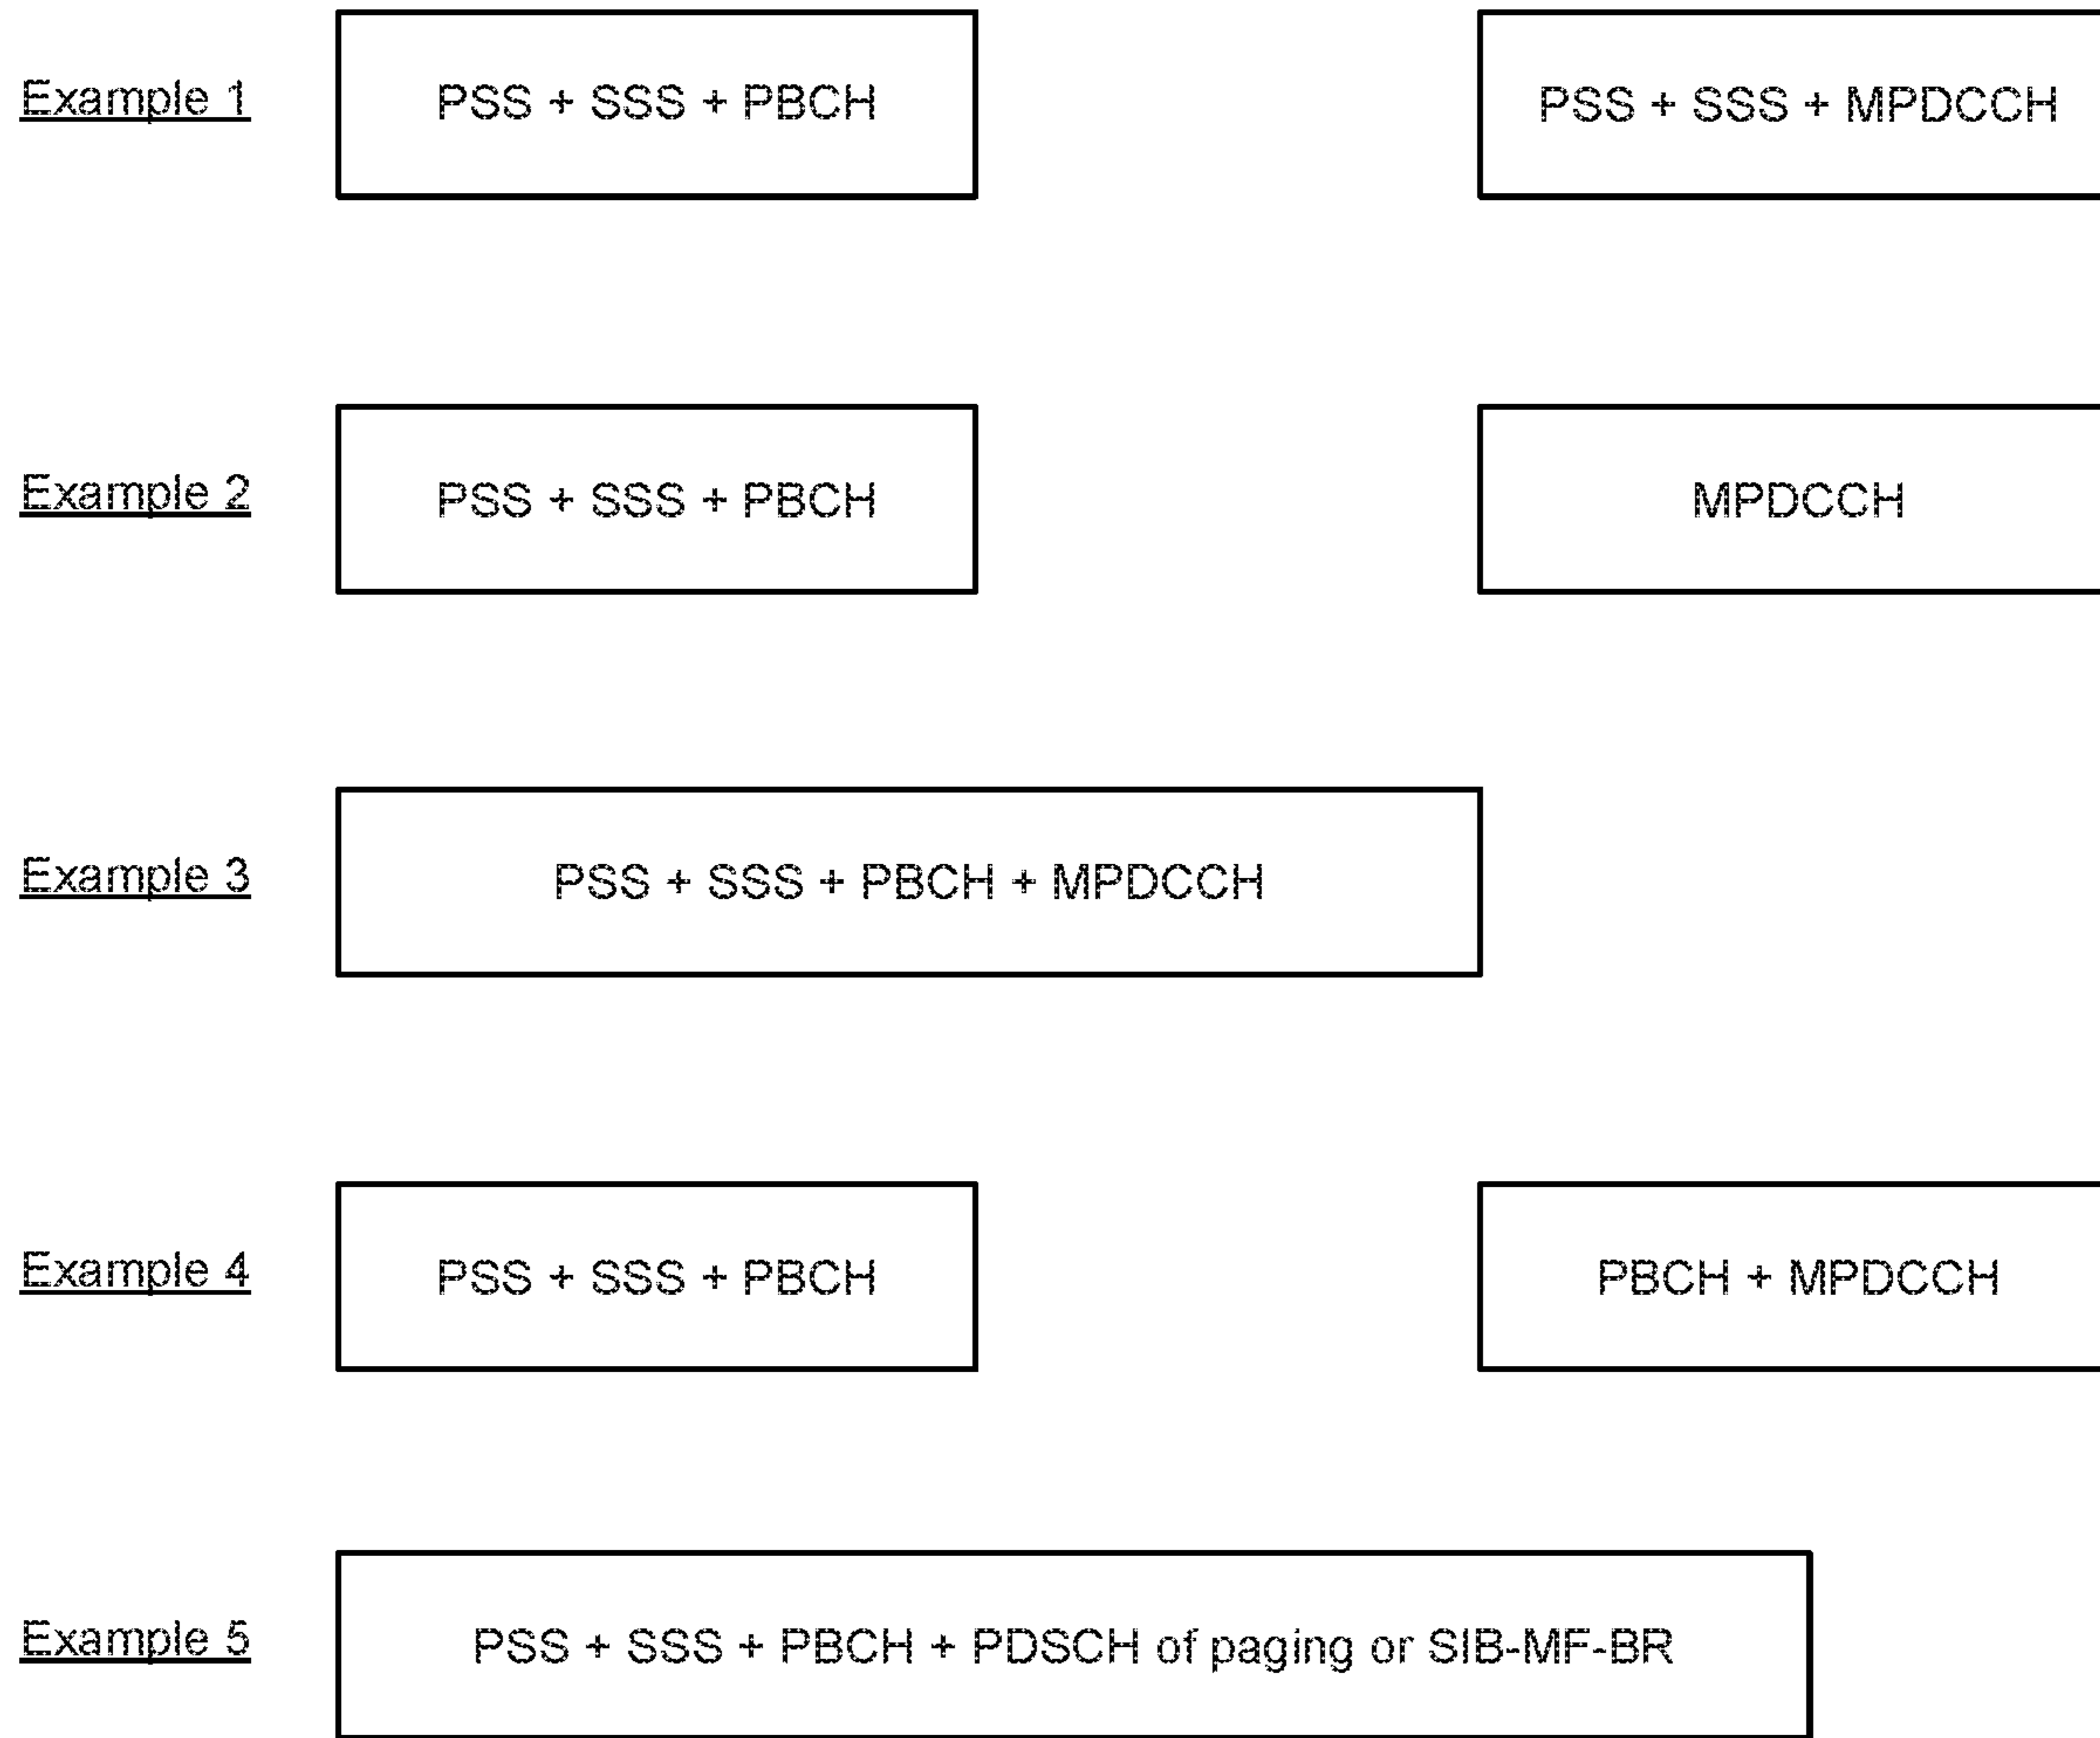 Example 1
PSS + SSS + PBCH
PSS + SSS + MPDCCH
Example 2
PSS + SSS + PBCH
MPDCCH
Example 3
PSS + SSS + PBCH + MPDCCH
Example 4
PSS + SSS + PBCH
PBCH + MPDCCH
Example 5
PSS + SSS + PBCH + PDSCH of paging or SIB-MF-BR